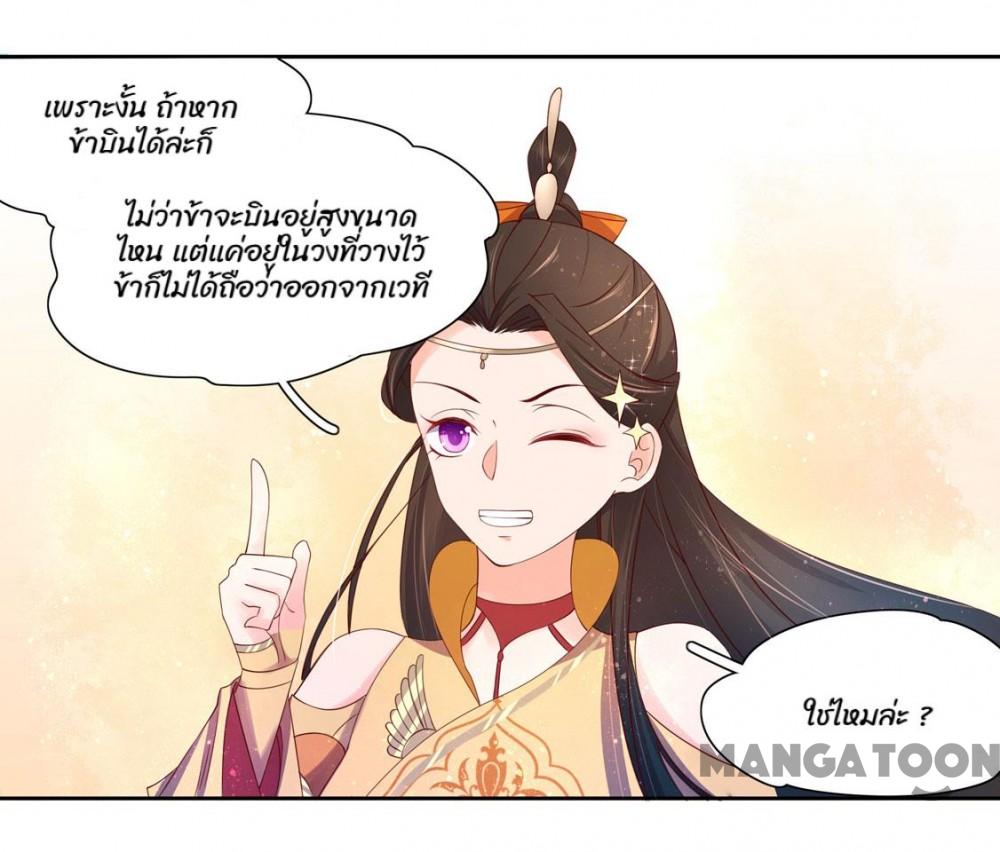 เพราะงั้น ถ้าหาก
ข้าบินได้ล่ะก็
ไม่ว่าข้าจะบินอยู่สูงขนาด
ไหน แต่แค่อยู่ในวงที่วางไว้
ข้าก็ไม่ได้ถือว่าออกจากเวที
ใช่ไหมล่ะ ?
MANGATOON